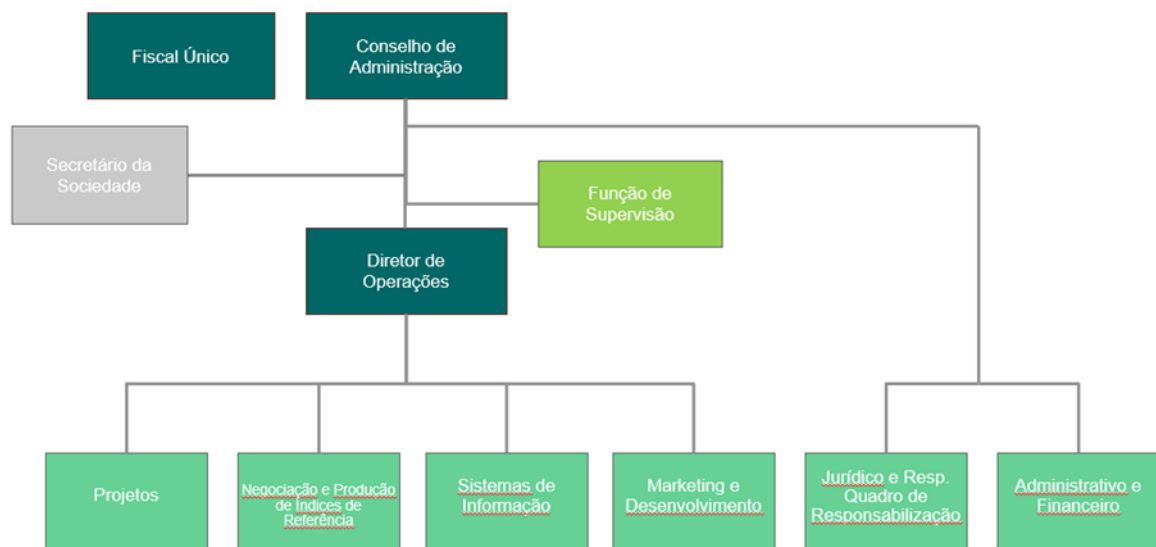 Fiscal Único
Conselho de
Administração
Secretário da
Sociedade
Função de
Supervisão
Diretor de
Operações
Projetos
Negociação e Produção
de Índices de
Referência
Sistemas de
Informação
Marketing e
Desenvolvimento
Jurídico e Resp.
Quadro de
Responsabilização
Administrativo e
Financeiro